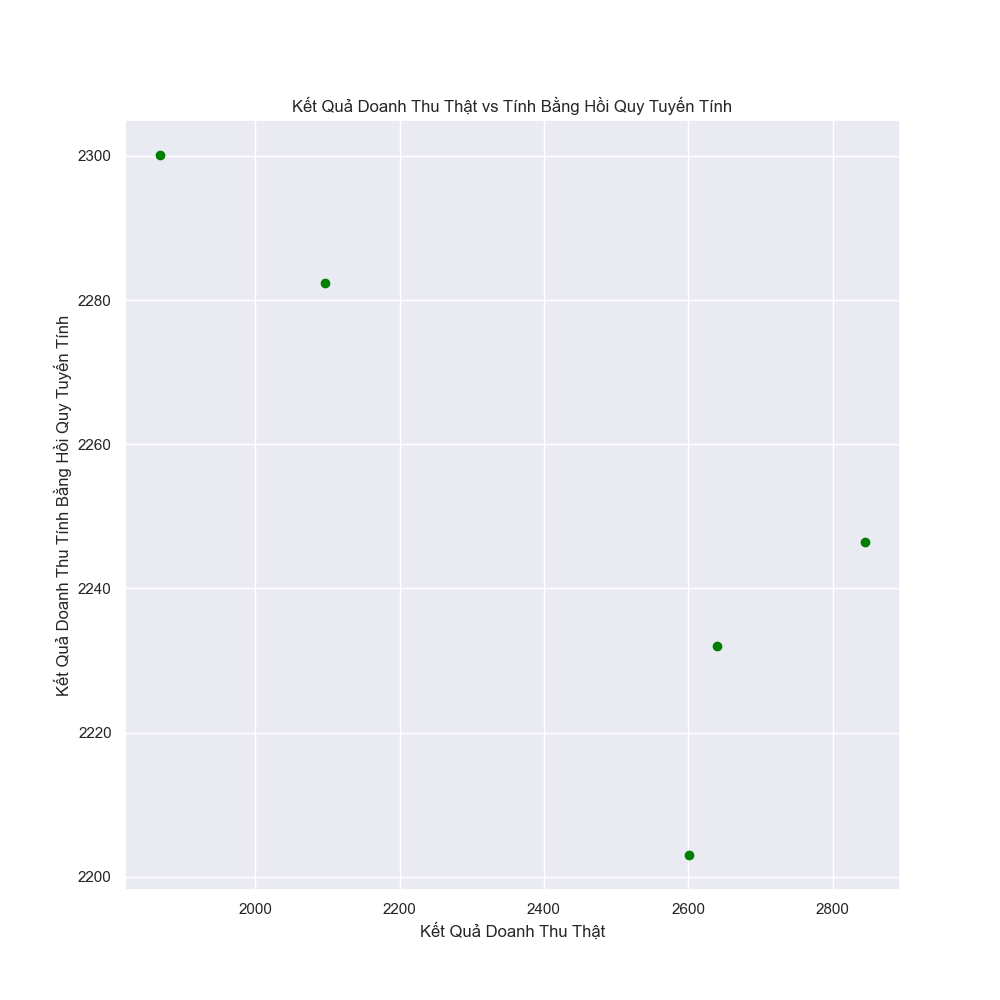 Kết Quả Doanh Thu Thật vs Tính Bằng Hồi Quy Tuyến Tính
2300
2280
2260
2240
2220
2200
Kết Quả Doanh Thu Tính Bằng Hồi Quy Tuyến Tính
2000 2200 2400 2600 2800
Kết Quả Doanh Thu Thật